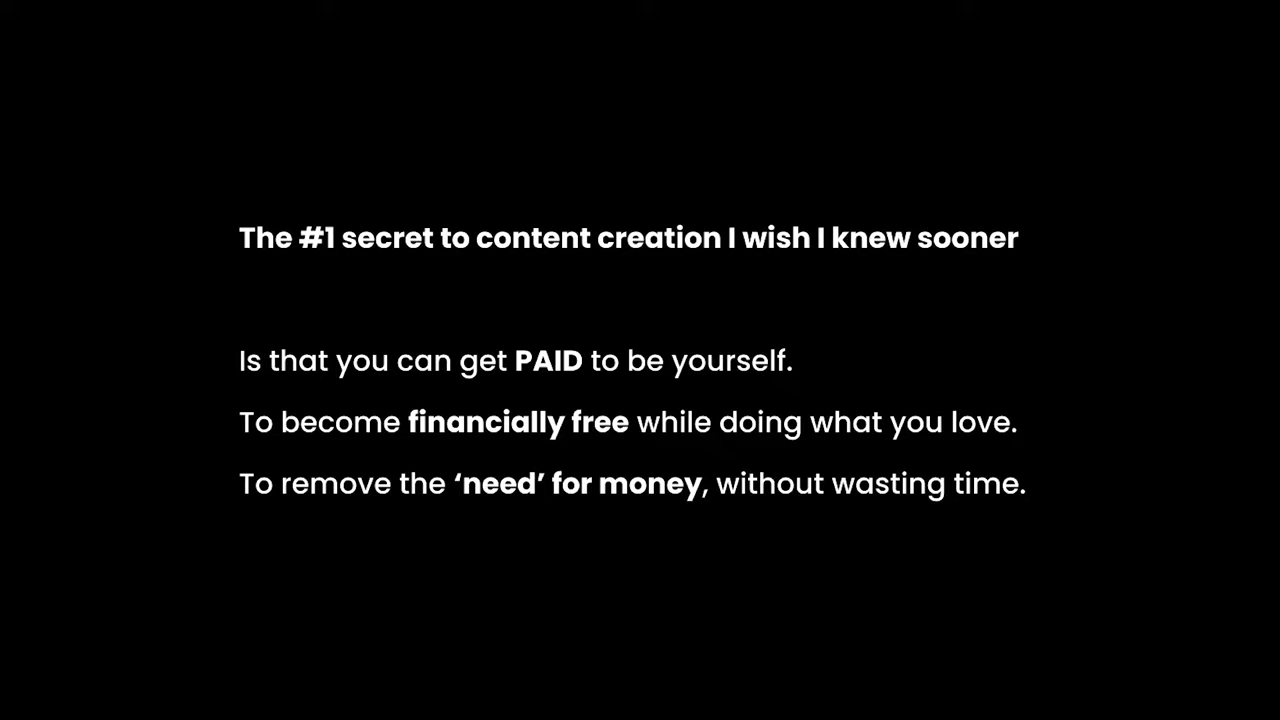 The #1 secret to content creation I wish I knew sooner
Is that you can get PAID to be yourself.
To become financially free while doing what you love.
To remove the ‘need’ for money, without wasting time.